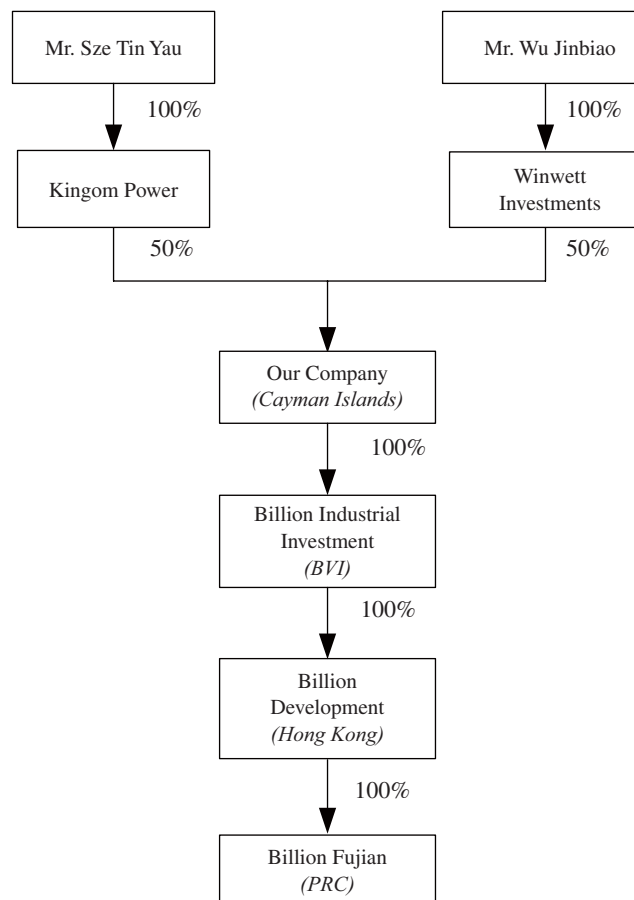 Mr. Sze Tin Yau
Mr. Wu Jinbiao
100%
100%
Kingom Power
Winwett
Investments
50%
50%
Our Company
(Cayman Islands)
100%
Billion Industrial
Investment
(BVI)
100%
Billion
Development
(Hong Kong)
100%
Billion Fujian
(PRC)